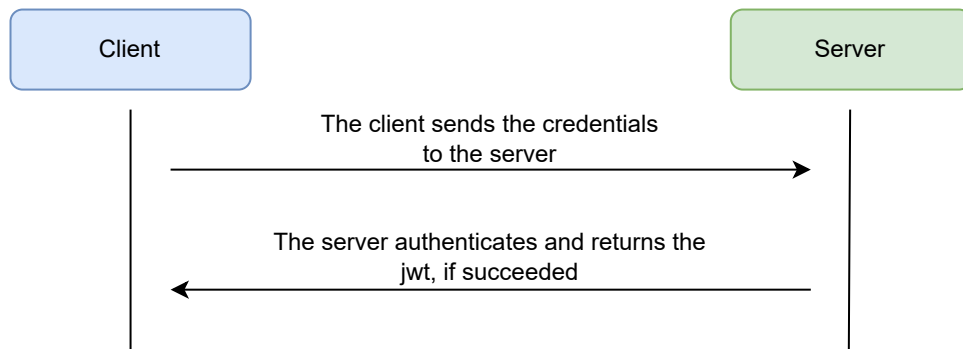 Client
Server
The client sends the credentials
to the server
The server authenticates and returns the
jwt, if succeeded